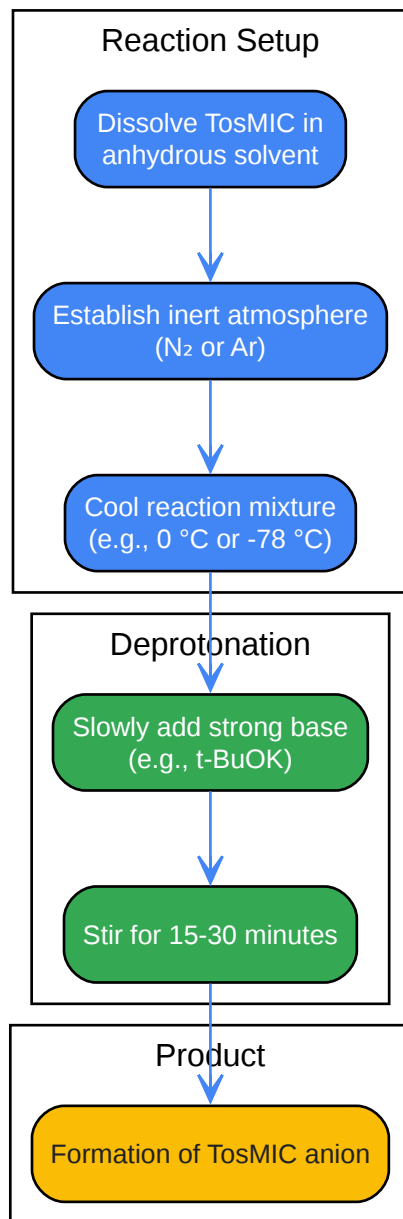 Reaction Setup
Dissolve TosMIC in
anhydrous solvent
Establish inert atmosphere
(N₂ or Ar)
Cool reaction mixture
(e.g., 0 °C or -78 °C)
Deprotonation
Slowly add strong base
(e.g., t-BuOK)
Stir for 15-30 minutes
Product
Formation of TosMIC anion